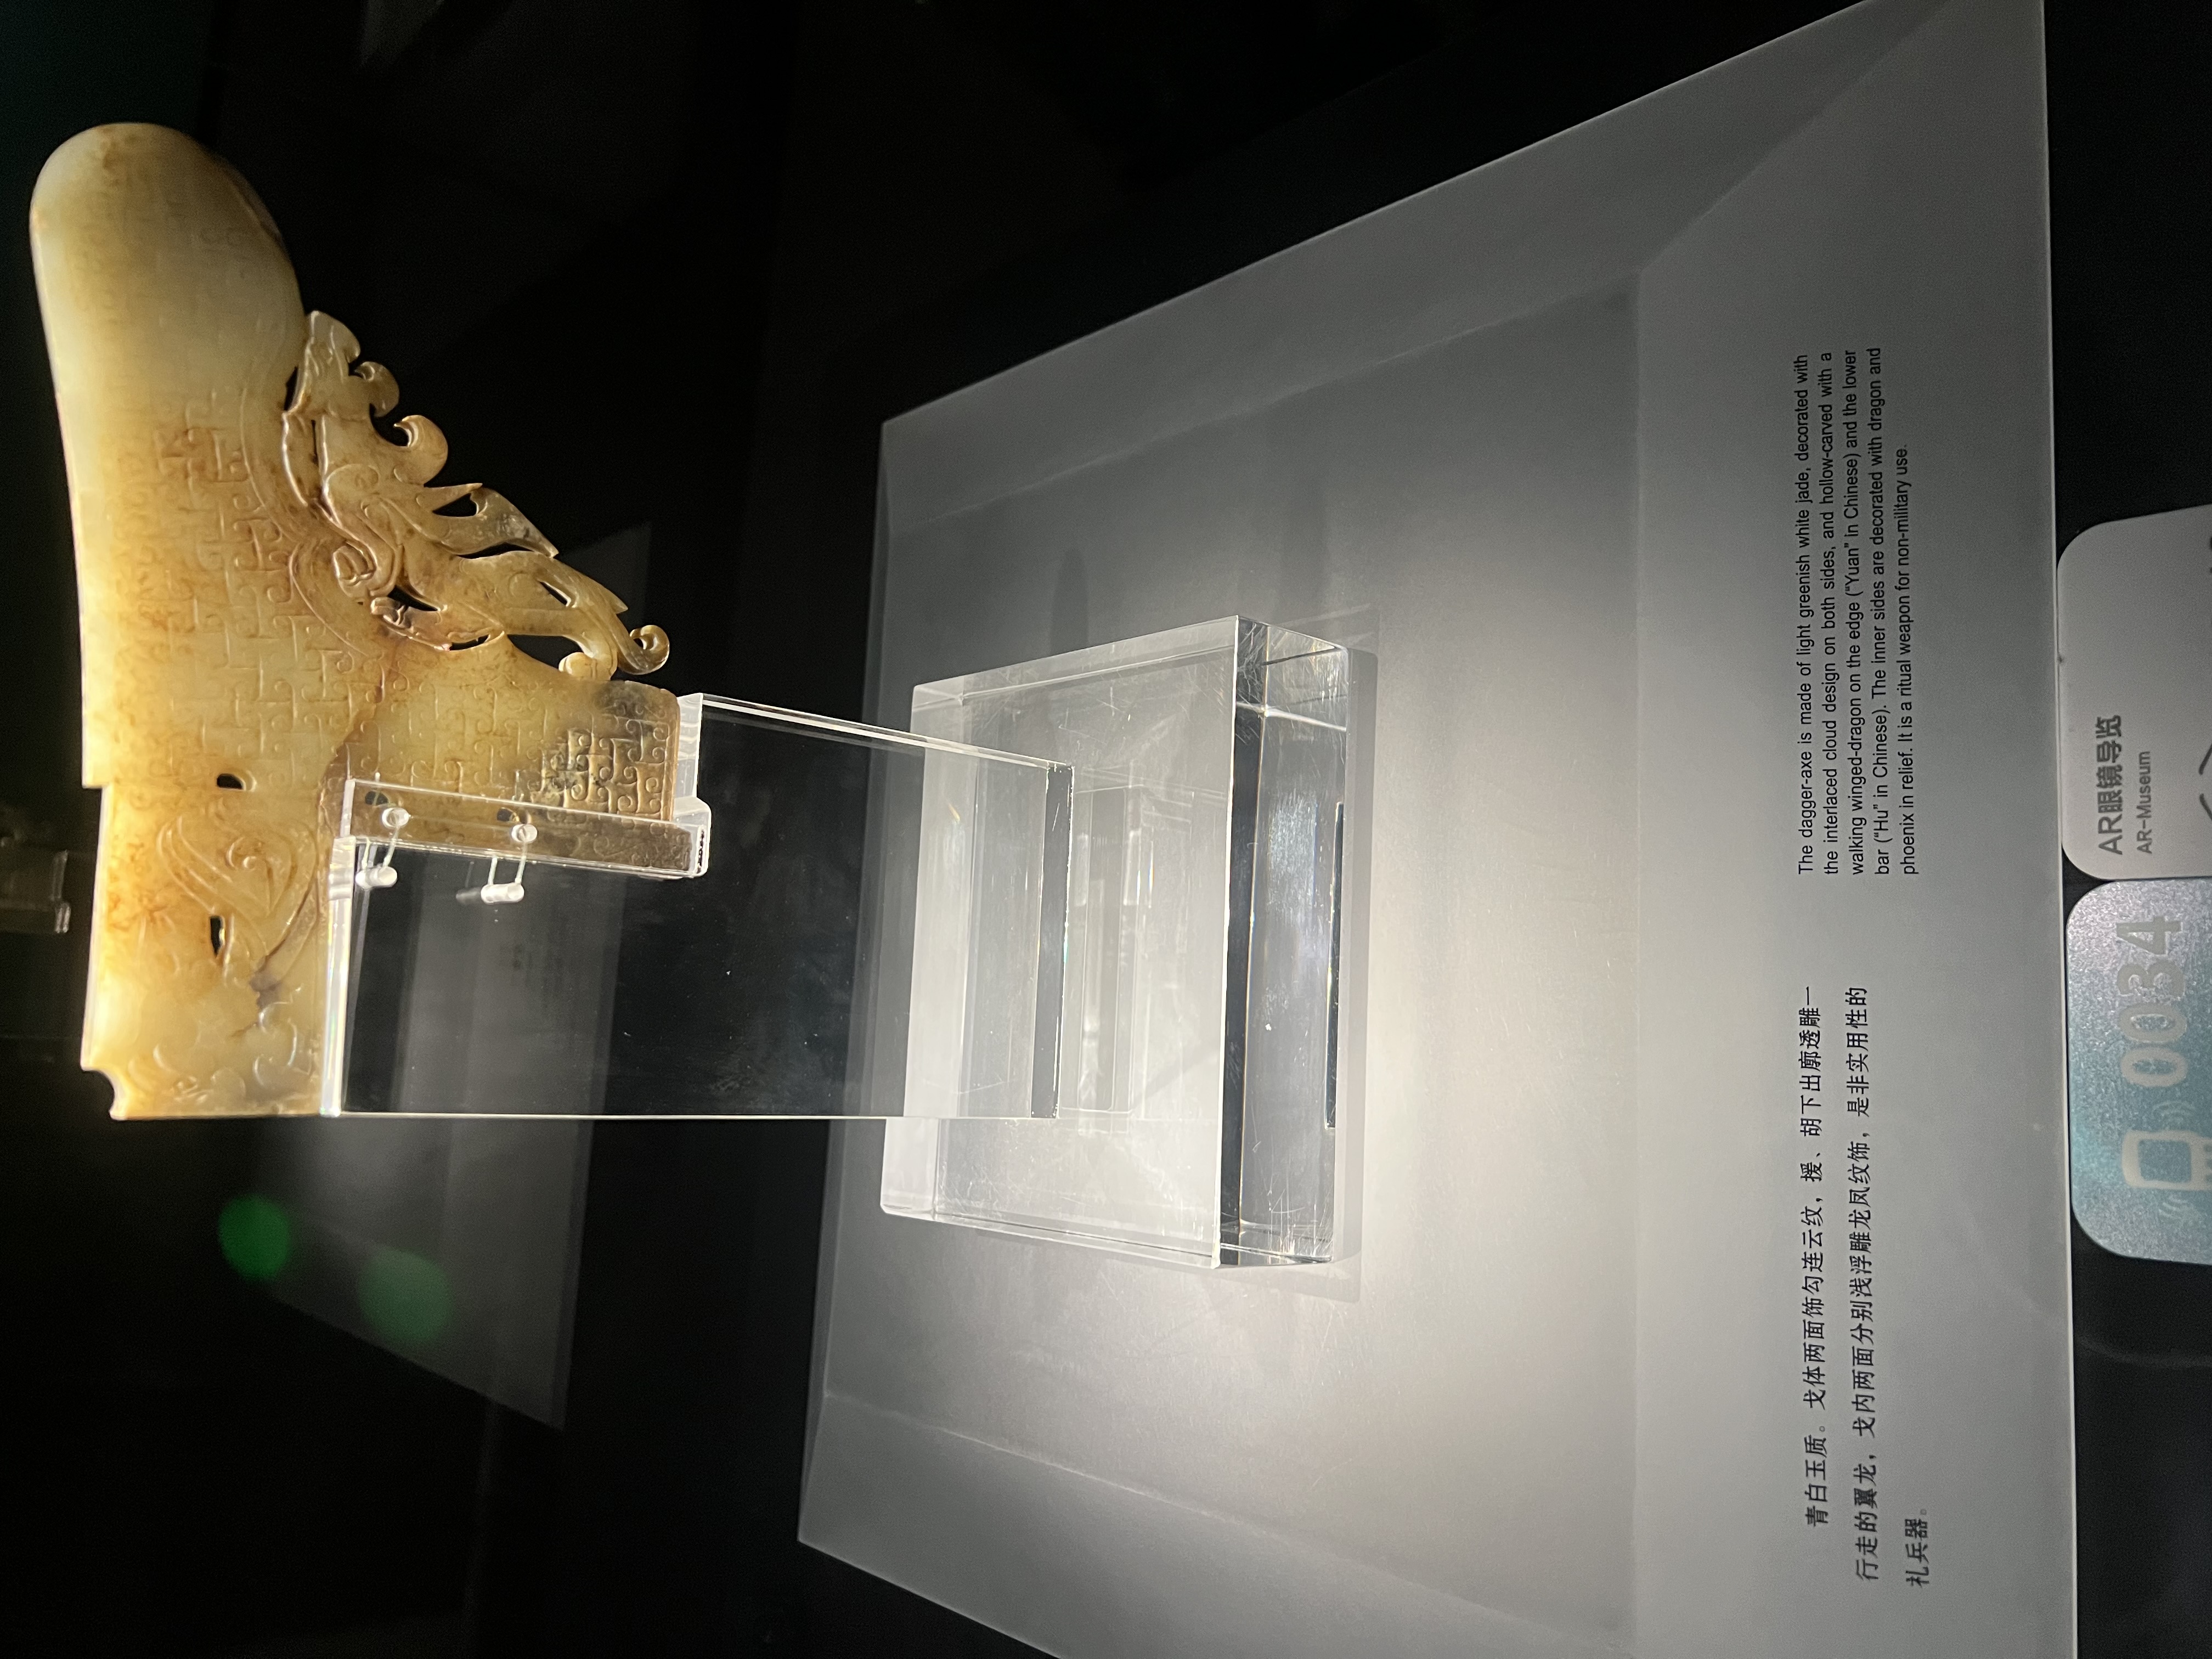 青白玉质。戈体两面饰勾连云纹，援、胡下出廓透雕一
行走的翼龙，戈内两面分别浅浮雕龙凤纹饰，是非实用性的
礼兵器。
The dagger-axe is made of light greenish white jade, decorated with
the interlaced cloud design on both sides, and hollow-carved with a
walking winged-dragon on the edge (“Yuan” in Chinese) and the lower
bar (“Hu” in Chinese). The inner sides are decorated with dragon and
phoenix in relief. It is a ritual weapon for non-military use.
0034
AR眼镜导览
AR-Museum